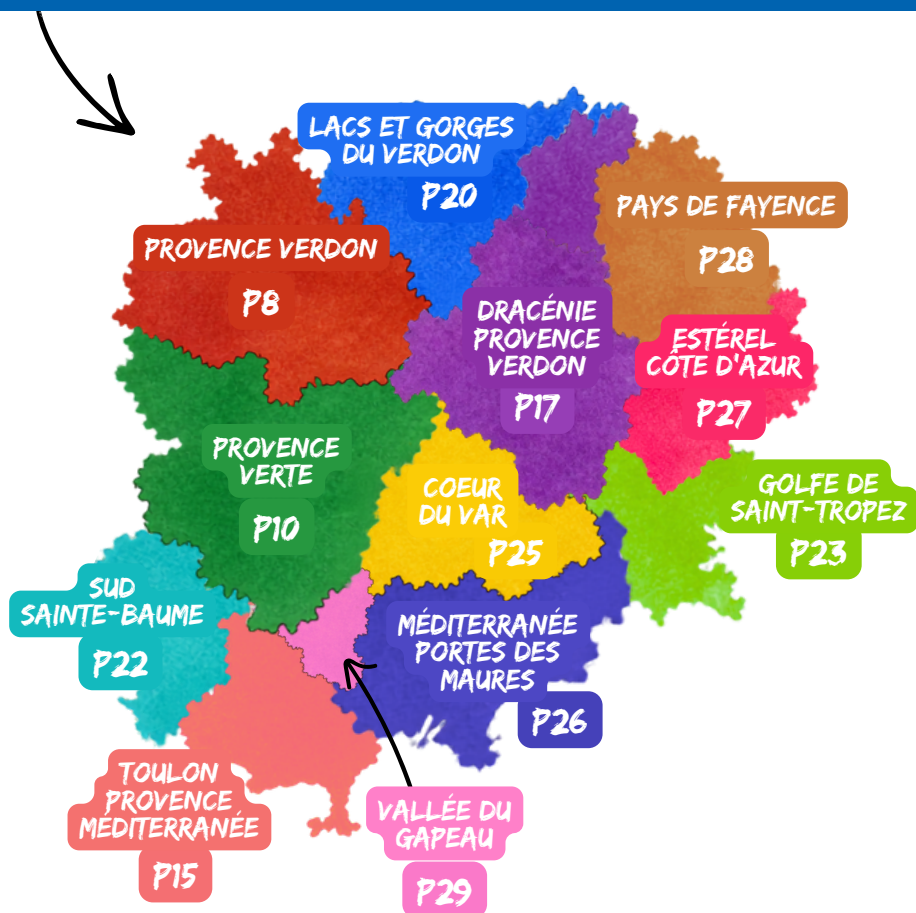 LACS ET GORGES
DU VERDON
P20
PAYS DE FAYENCE
P28
PROVENCE VERDON
P8
DRACÉNIE
PROVENCE
VERDON
P17
ESTÉREL
CÔTE D'AZUR
P27
PROVENCE
VERTE
P10
COEUR
DU VAR
P25
GOLFE DE
SAINT-TROPEZ
P23
SUD
SAINTE-BAUME
P22
MÉDITERRANÉE
PORTES DES
MAURES
P26
TOULON
PROVENCE
MÉDITERRANÉE
P15
VALLÉE DU
GAPEAU
P29